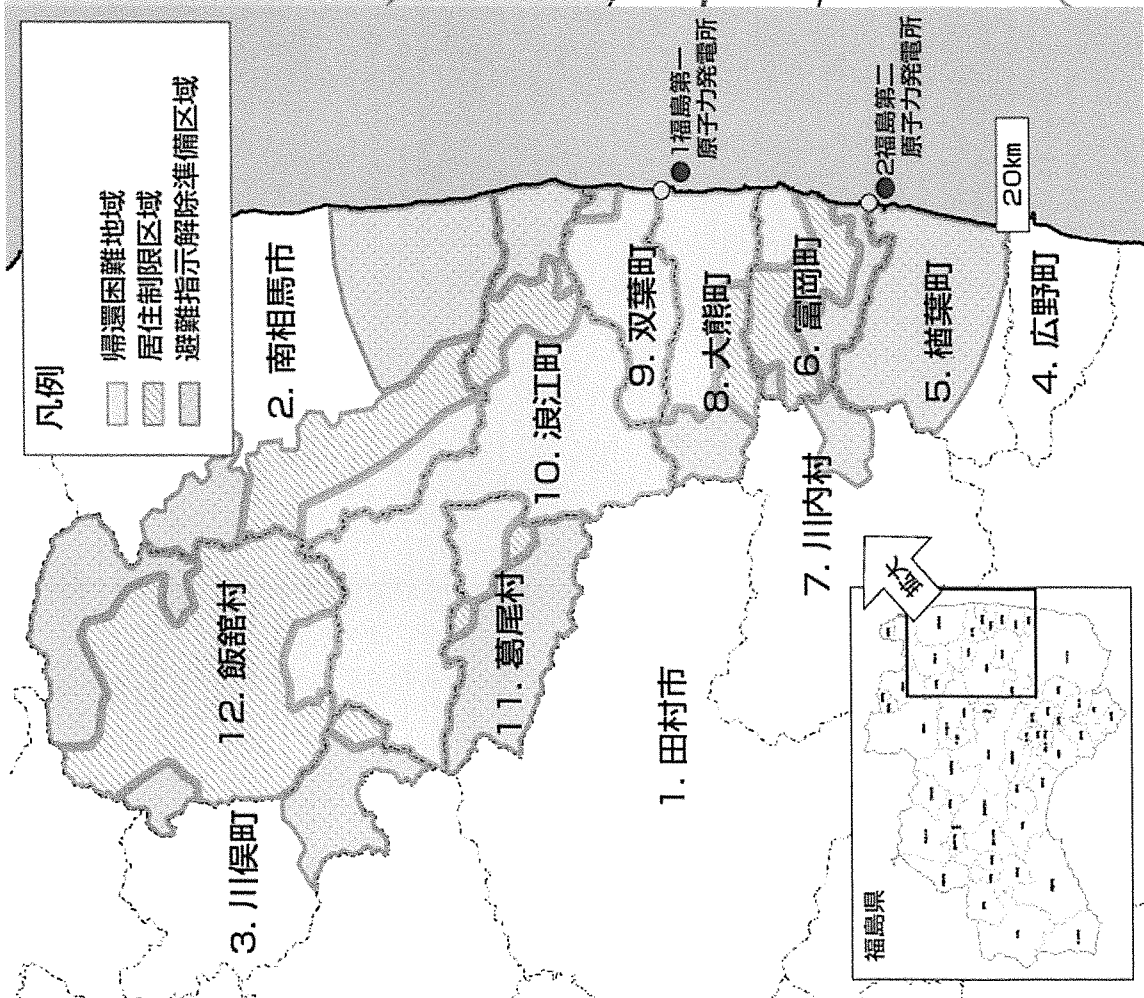 凡例
帰還困難地域
居住制限区域
避難指示解除準備区域
2. 南相馬市
12. 飯舘村
3. 川俣町
10. 浪江町
11. 葛尾村
9. 双葉町
1福島第一
原子力発電所
8. 大熊町
1. 田村市
6. 富岡町
7. 川内村
2福島第二
原子力発電所
5. 楢葉町
20km
4. 広野町
福島県
拡大